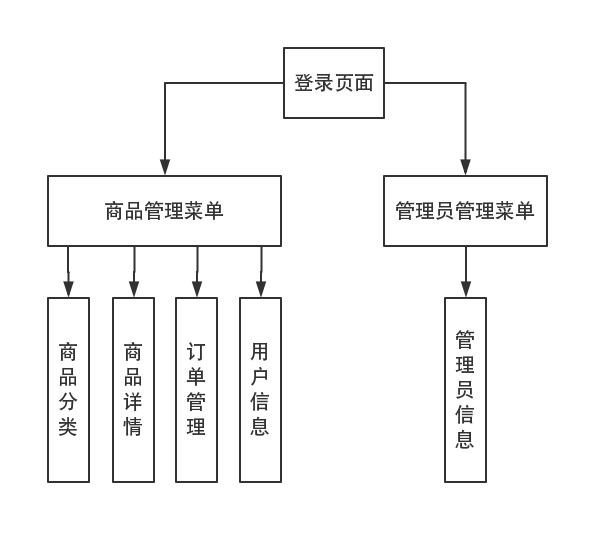 登录页面
商品管理菜单
管理员管理菜单
商品分类
商品详情
订单管理
用户信息
管理员信息